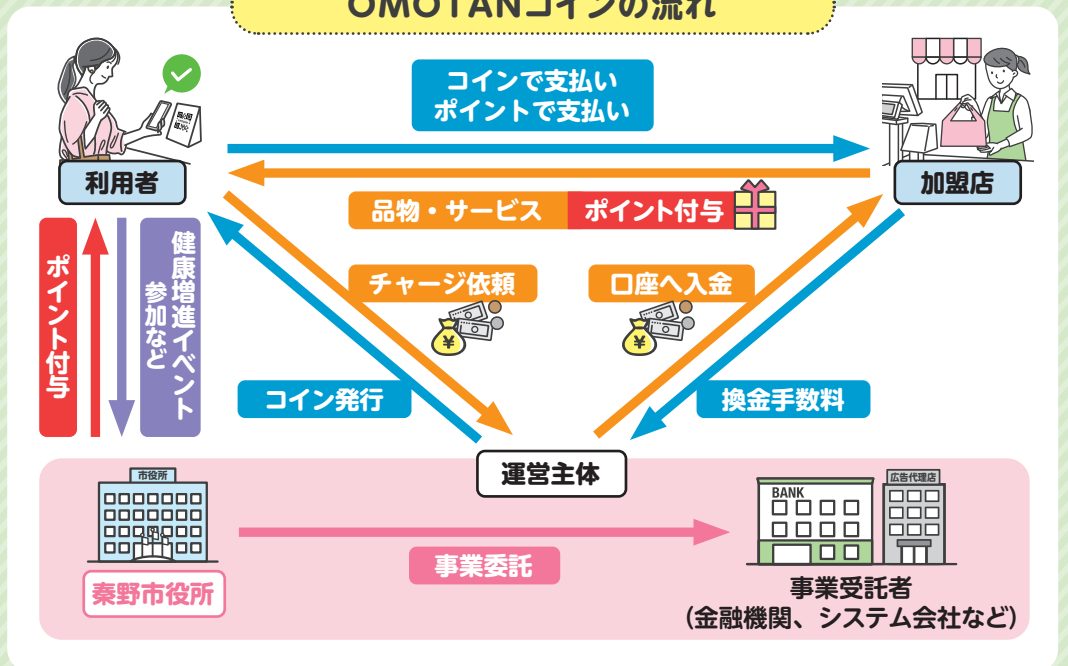 OMOTANコインの流れ
コインで支払い
ポイントで支払い
利用者
加盟店
品物・サービス
ポイント付与
ポイント付与
健康増進イベント
参加など
チャージ依頼
口座へ入金
¥
¥
コイン発行
換金手数料
運営主体
市役所
BANK
広告代理店
事業委託
秦野市役所
事業受託者
(金融機関、システム会社など)